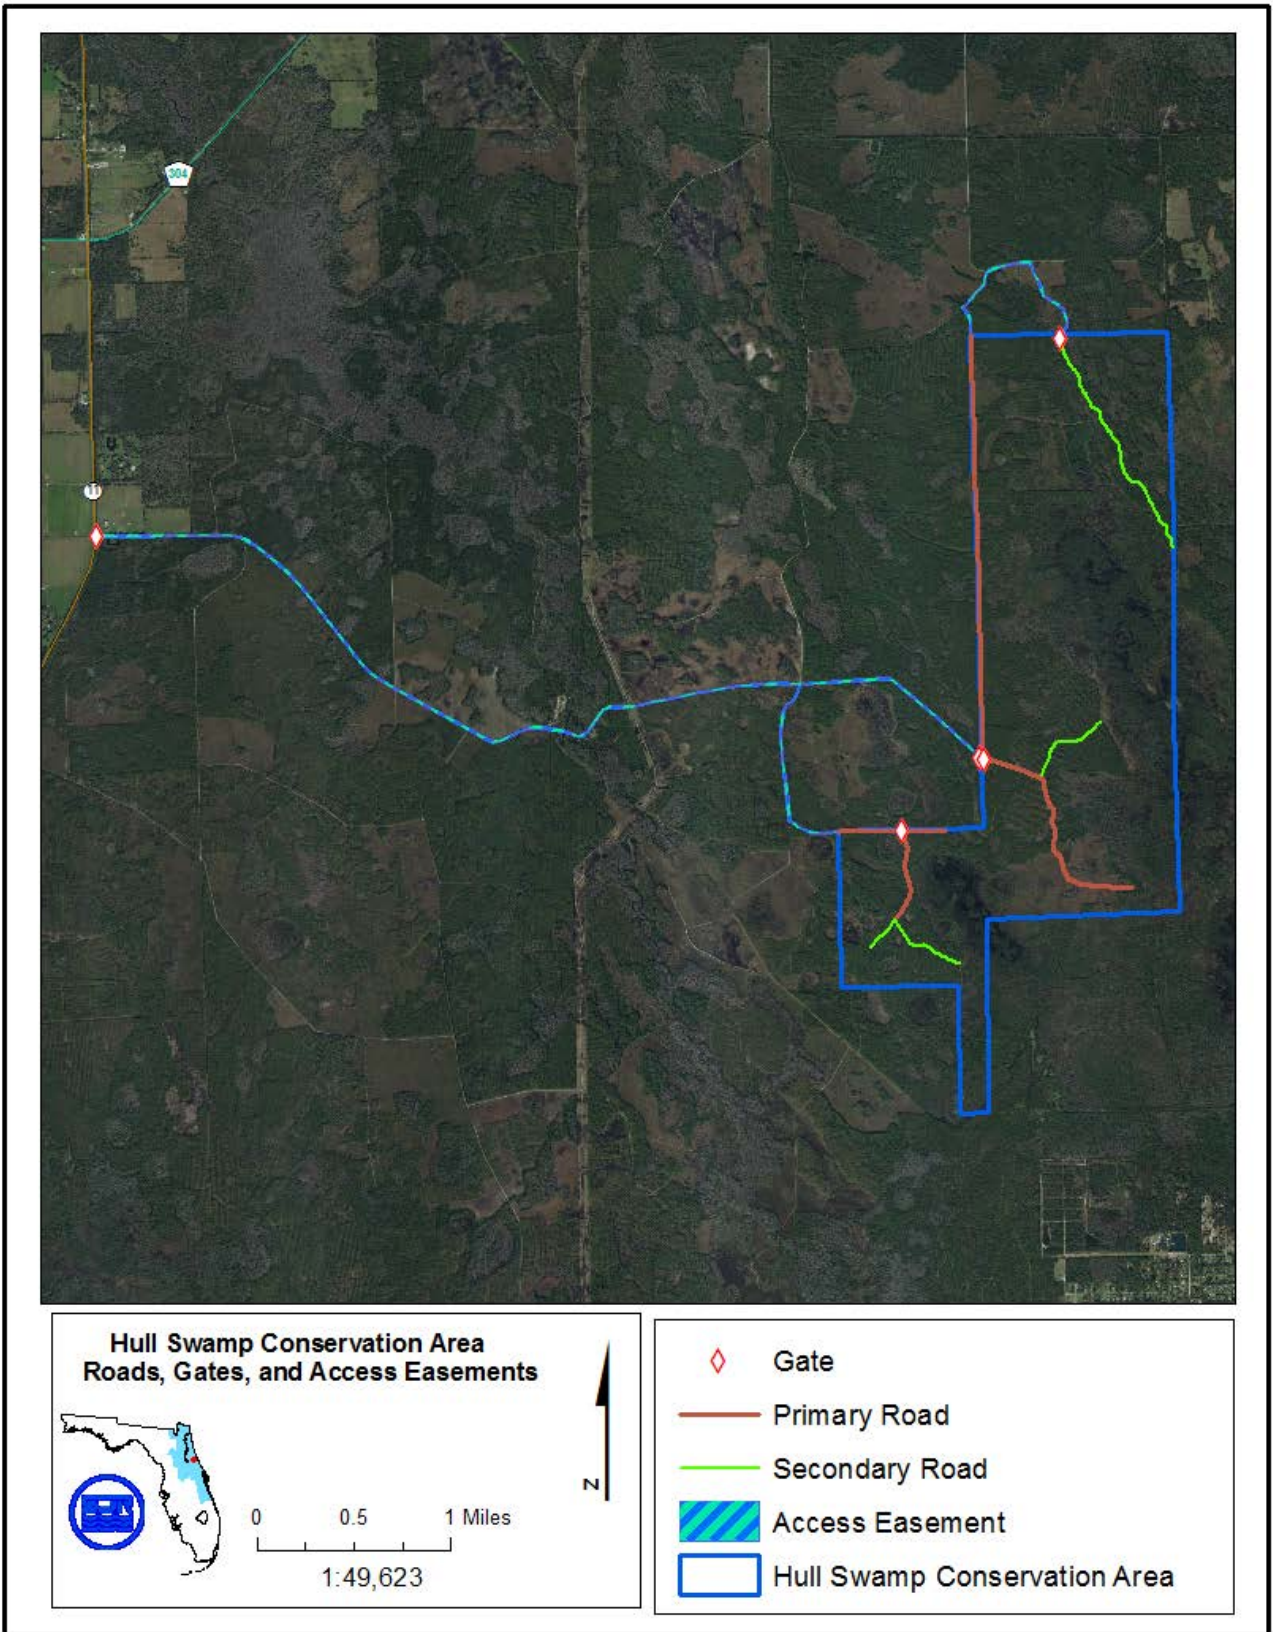 304
11
Hull Swamp Conservation Area
Roads, Gates, and Access Easements
N
0 0.5 1 Miles
1:49,623
Gate
Primary Road
Secondary Road
Access Easement
Hull Swamp Conservation Area